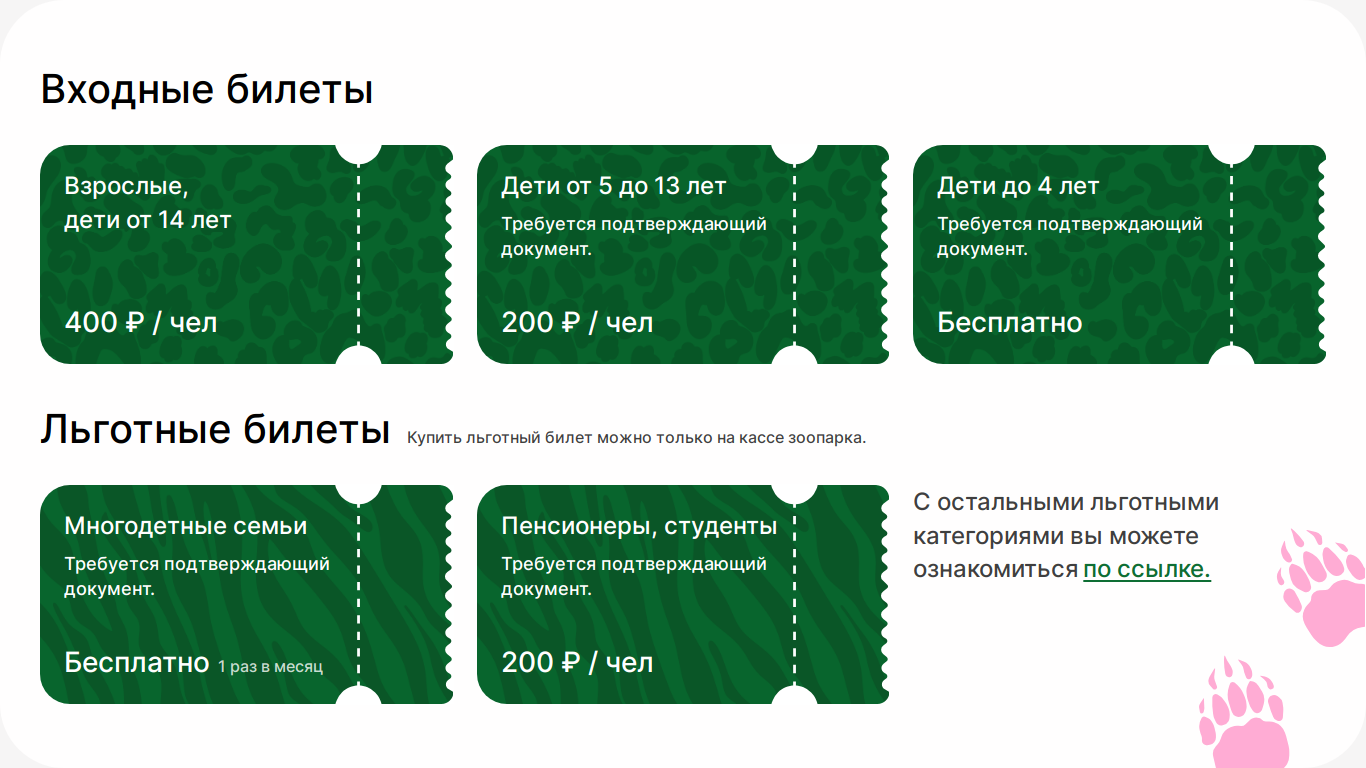 Входные билеты
Взрослые,
дети от 14 лет
400 ₽ / чел
Дети от 5 до 13 лет
Требуется подтверждающий
документ.
200 ₽ / чел
Дети до 4 лет
Требуется подтверждающий
документ.
Бесплатно
Льготные билеты Купить льготный билет можно только на кассе зоопарка.
Многодетные семьи
Требуется подтверждающий
документ.
Бесплатно 1 раз в месяц
Пенсионеры, студенты
Требуется подтверждающий
документ.
200 ₽ / чел
С остальными льготными
категориями вы можете
ознакомиться по ссылке.